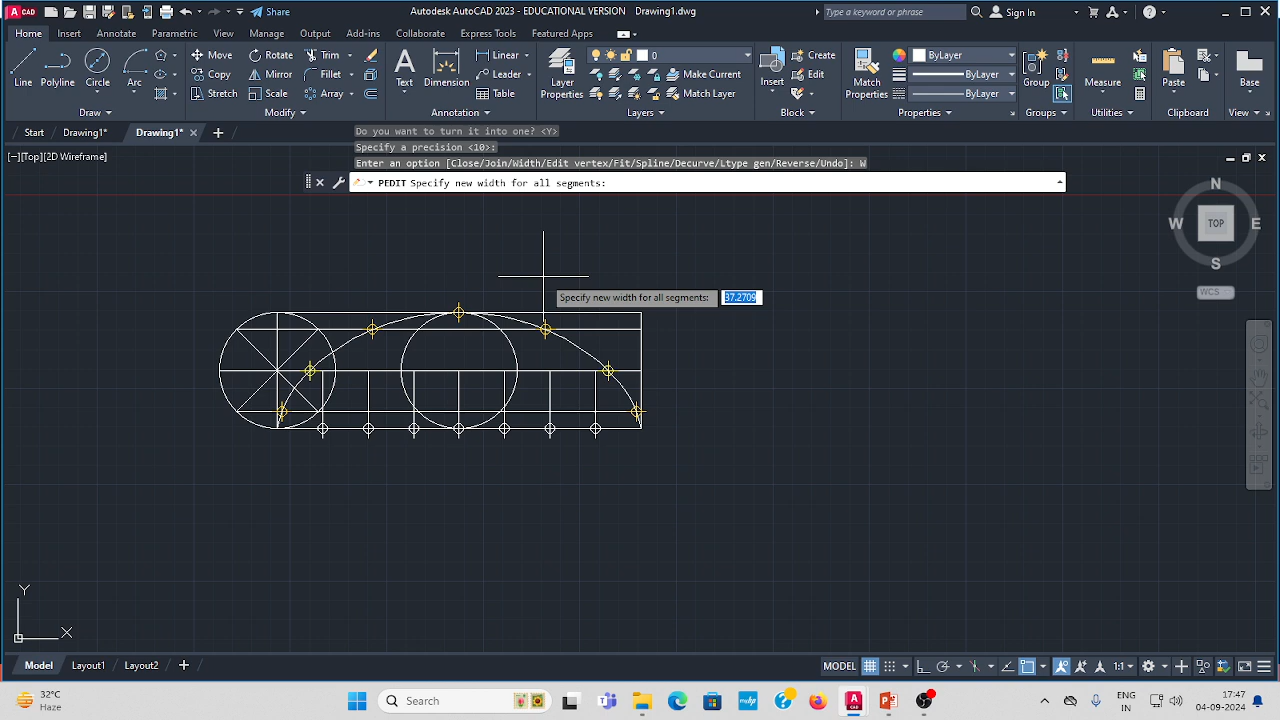 CAD
Share
Autodesk AutoCAD 2023 - EDUCATIONAL VERSION Drawing1.dwg
Type a keyword or phrase
Sign In
Home Insert Annotate Parametric View Manage Output Add-ins Collaborate Express Tools Featured Apps
Line
Polyline
Circle
Arc
Move
Copy
Stretch
Rotate
Mirror
Scale
Trim
Fillet
Array
Text
Dimension
Linear
Leader
Table
Layer
Properties
0
Make Current
Match Layer
Insert
Create
Edit
Match
Properties
ByLayer
ByLayer
ByLayer
Group
Measure
Paste
Base
Draw
Modify
Annotation
Layers
Block
Properties
Groups
Utilities
Clipboard
View
Start
Drawing1*
Drawing1*
[−][Top][2D Wireframe]
Do you want to turn it into one? <Y>
Specify a precision <10>:
Enter an option [Close/Join/Width/Edit vertex/Fit/Spline/Decurve/Ltype gen/Reverse/Undo]: W
PEDIT Specify new width for all segments:
N
W
TOP
E
S
WCS
Specify new width for all segments: 37.2709
Y
X
Model Layout1 Layout2
MODEL
1:1
32°C
Haze
Search
ENG
IN
17:47
04-09-2024